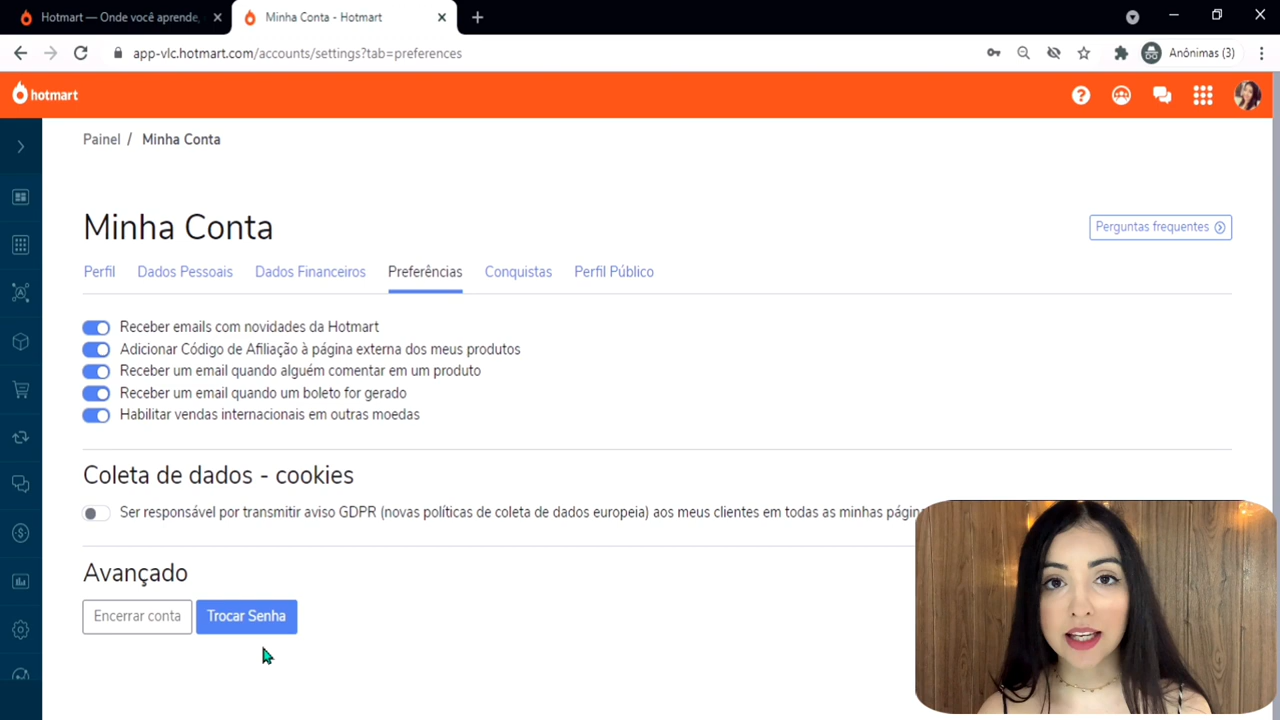 Hotmart — Onde você aprende,
Minha Conta - Hotmart
app-vlc.hotmart.com/accounts/settings?tab=preferences
Anônimas (3)
hotmart
Painel / Minha Conta
Minha Conta
Perguntas frequentes
Perfil Dados Pessoais Dados Financeiros Preferências Conquistas Perfil Público
Receber emails com novidades da Hotmart
Adicionar Código de Afiliação à página externa dos meus produtos
Receber um email quando alguém comentar em um produto
Receber um email quando um boleto for gerado
Habilitar vendas internacionais em outras moedas
Coleta de dados - cookies
Ser responsável por transmitir aviso GDPR (novas políticas de coleta de dados europeia) aos meus clientes em todas as minhas págin
Avançado
Encerrar conta Trocar Senha